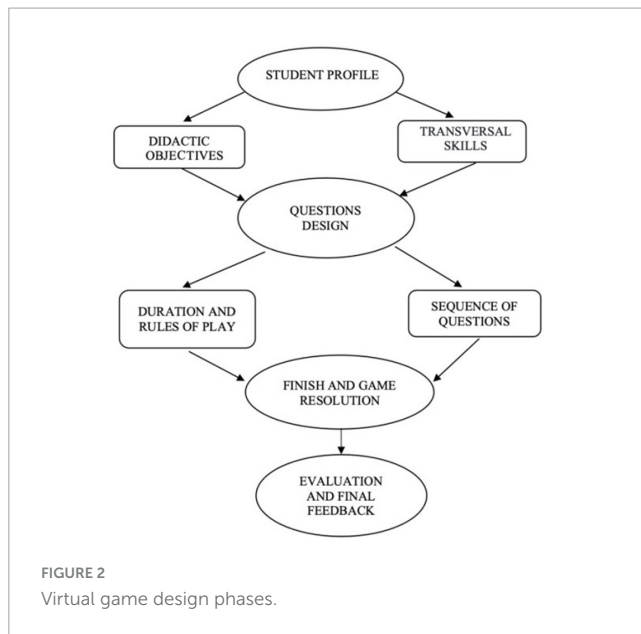 STUDENT PROFILE
DIDACTIC
OBJECTIVES
TRANSVERSAL
SKILLS
QUESTIONS
DESIGN
DURATION AND
RULES OF PLAY
SEQUENCE OF
QUESTIONS
FINISH AND GAME
RESOLUTION
EVALUATION
AND FINAL
FEEDBACK
FIGURE 2
Virtual game design phases.